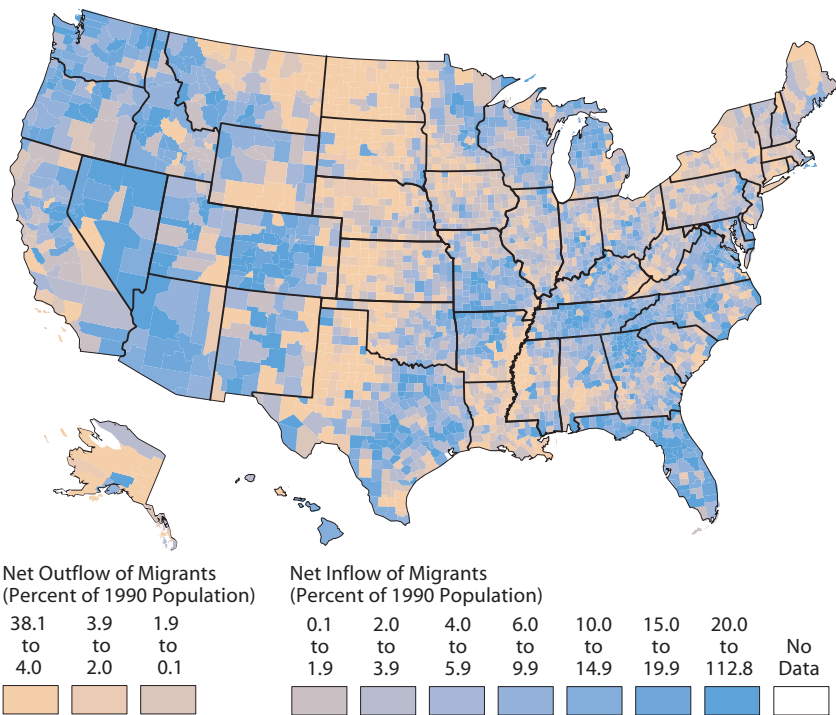 Net Outflow of Migrants
(Percent of 1990 Population)
38.1 3.9 1.9
to to to
4.0 2.0 0.1
Net Inflow of Migrants
(Percent of 1990 Population)
0.1 2.0 4.0 6.0 10.0 15.0 20.0
to to to to to to to No
1.9 3.9 5.9 9.9 14.9 19.9 112.8 Data